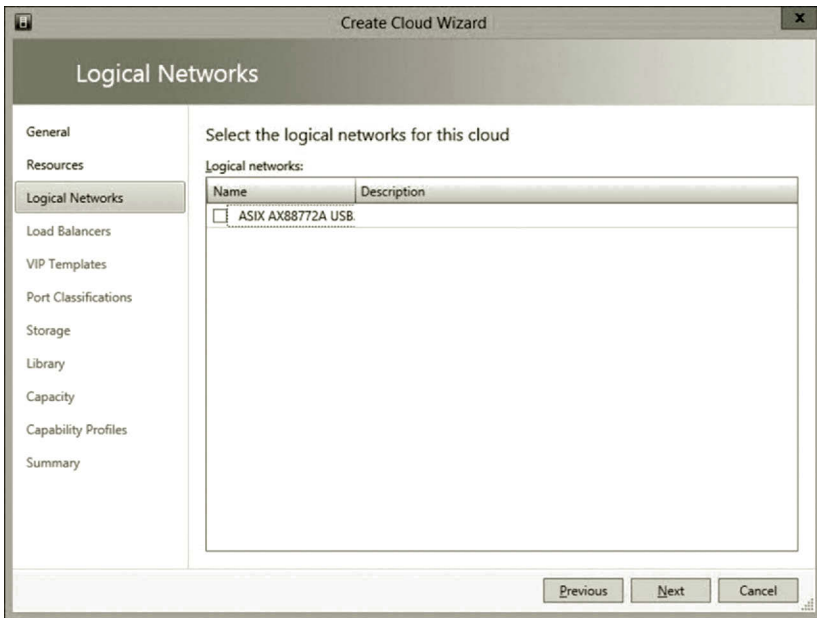 Create Cloud Wizard
x
Logical Networks
General
Resources
Logical Networks
Load Balancers
VIP Templates
Port Classifications
Storage
Library
Capacity
Capability Profiles
Summary
Select the logical networks for this cloud
Logical networks:
Name Description
ASIX AX88772A USB
Previous Next Cancel